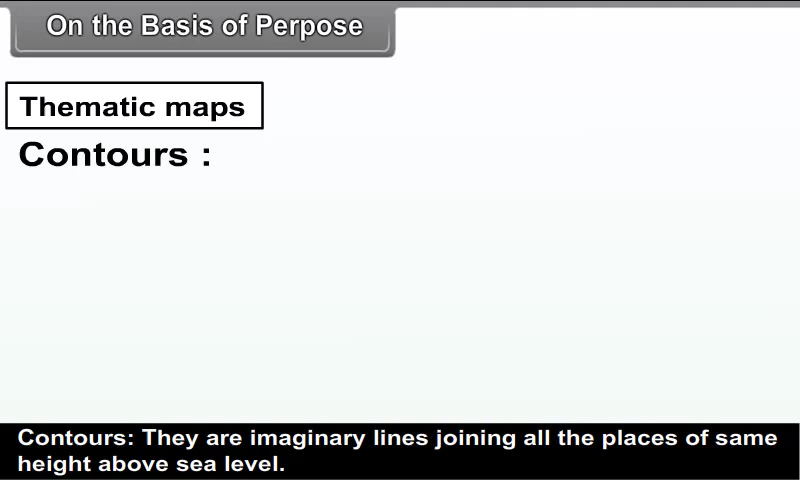 On the Basis of Perpose
Thematic maps
Contours :
Contours: They are imaginary lines joining all the places of same
height above sea level.